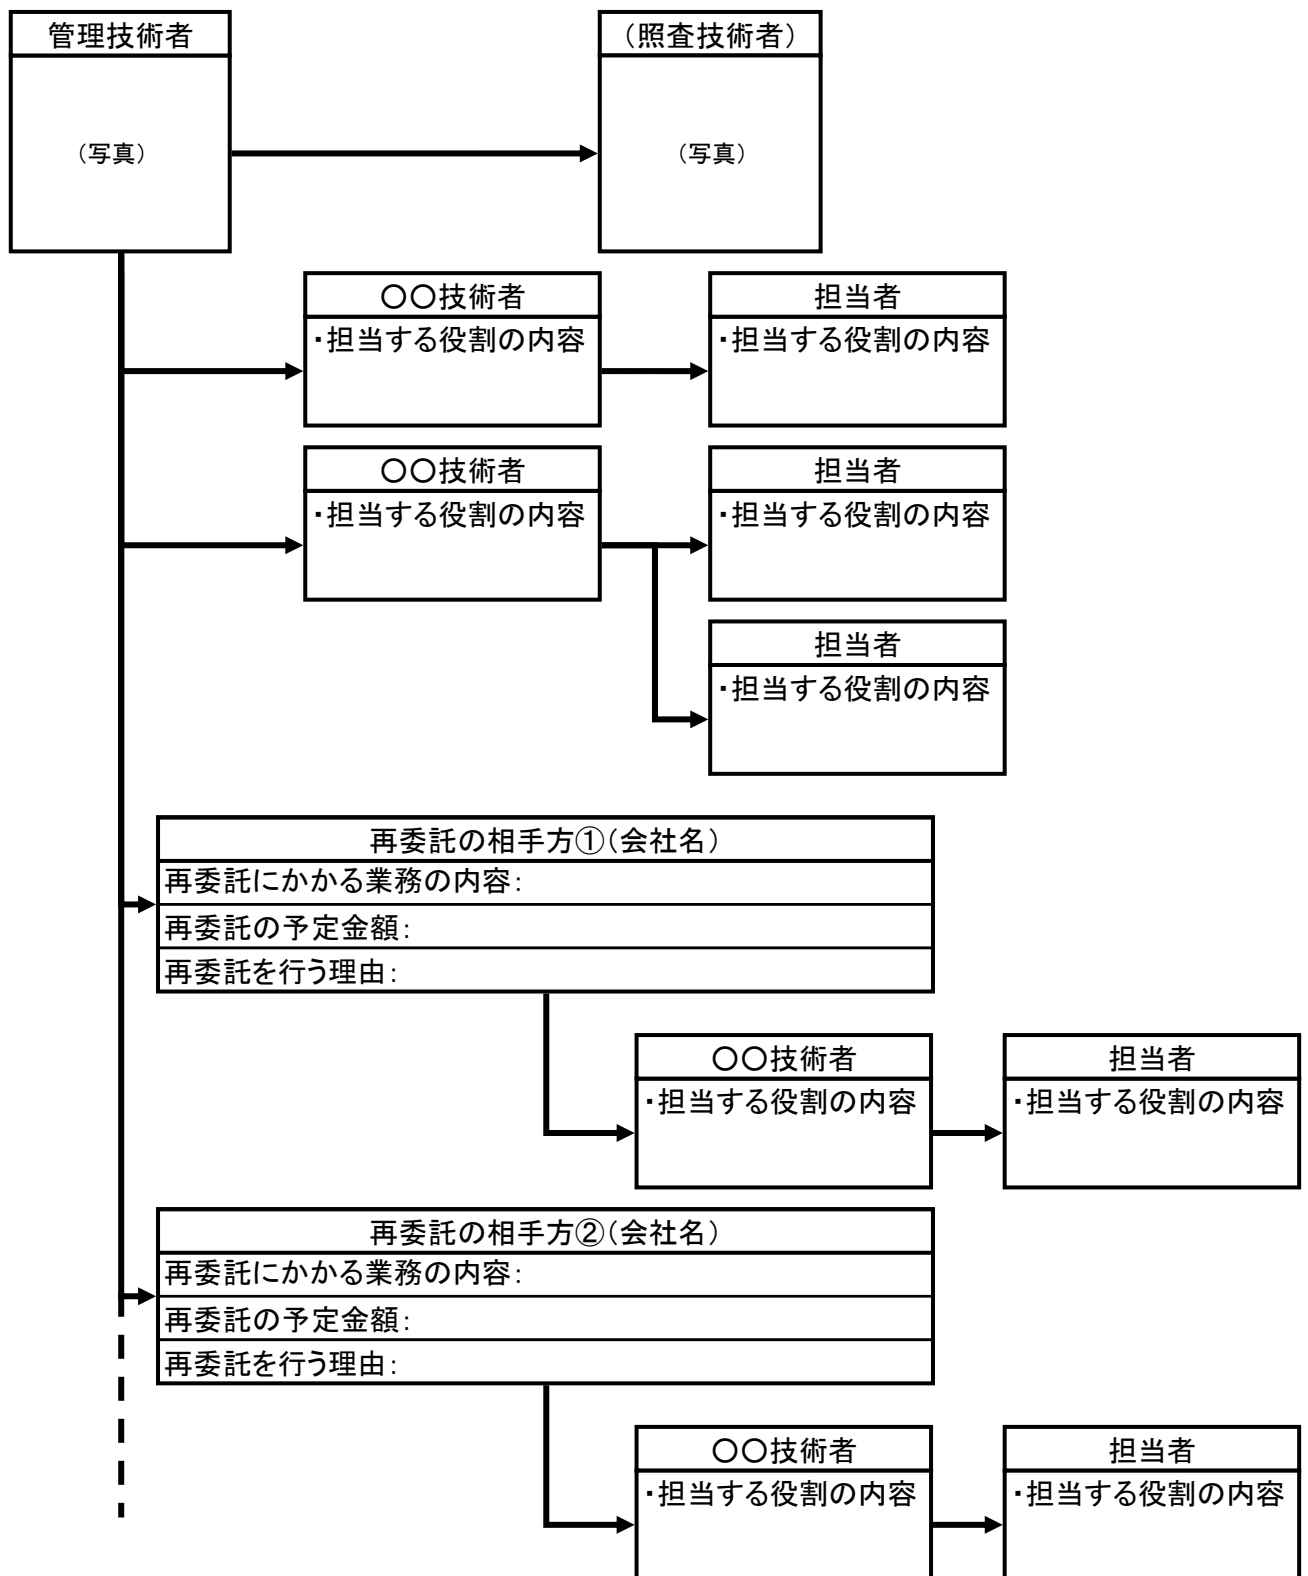 管理技術者
（照査技術者）
（写真）
（写真）
〇〇技術者
担当者
・担当する役割の内容
・担当する役割の内容
〇〇技術者
担当者
・担当する役割の内容
・担当する役割の内容
担当者
・担当する役割の内容
再委託の相手方①（会社名）
再委託にかかる業務の内容：
再委託の予定金額：
再委託を行う理由：
〇〇技術者
担当者
・担当する役割の内容
・担当する役割の内容
再委託の相手方②（会社名）
再委託にかかる業務の内容：
再委託の予定金額：
再委託を行う理由：
〇〇技術者
担当者
・担当する役割の内容
・担当する役割の内容